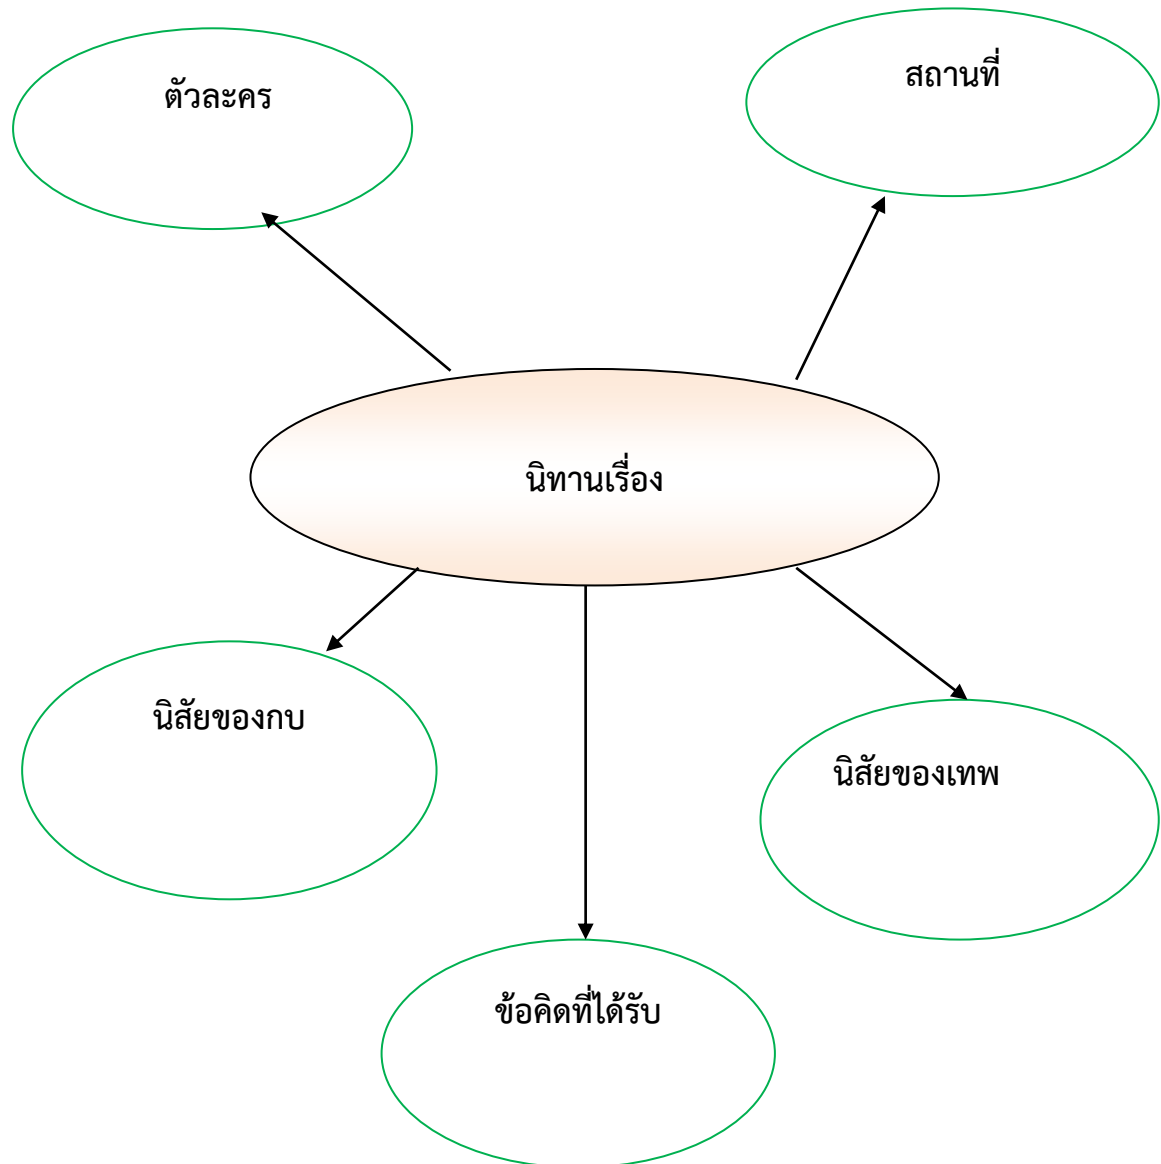 ตัวละคร
สถานที่
นิทานเรื่อง
นิสัยของกบ
นิสัยของเทพ
ข้อคิดที่ได้รับ